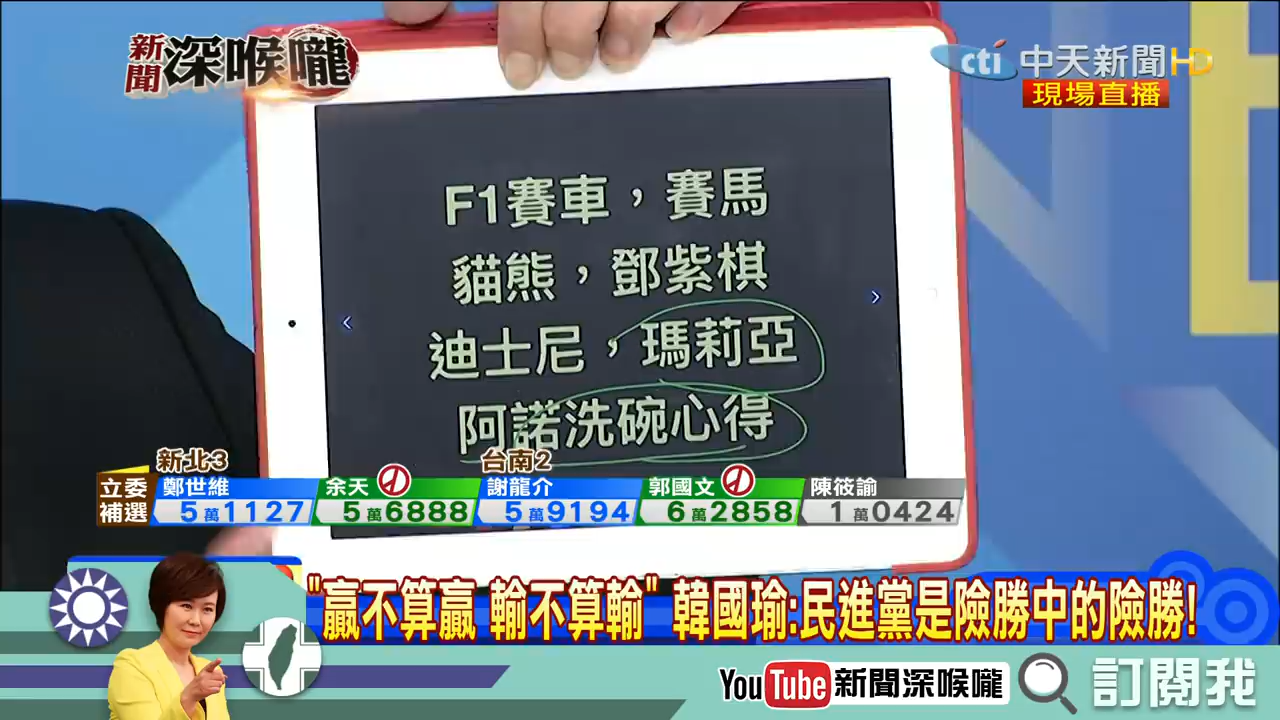 新聞深喉嚨
cti中天新聞HD
現場直播
F1賽車，賽馬
貓熊，鄧紫棋
迪士尼，瑪莉亞
阿諾洗碗心得
新北3
台南2
立委補選
鄭世維
5萬1127
余天
5萬6888
謝龍介
5萬9194
郭國文
6萬2858
陳筱諭
1萬0424
"贏不算贏 輸不算輸" 韓國瑜:民進黨是險勝中的險勝!
YouTube新聞深喉嚨
訂閱我